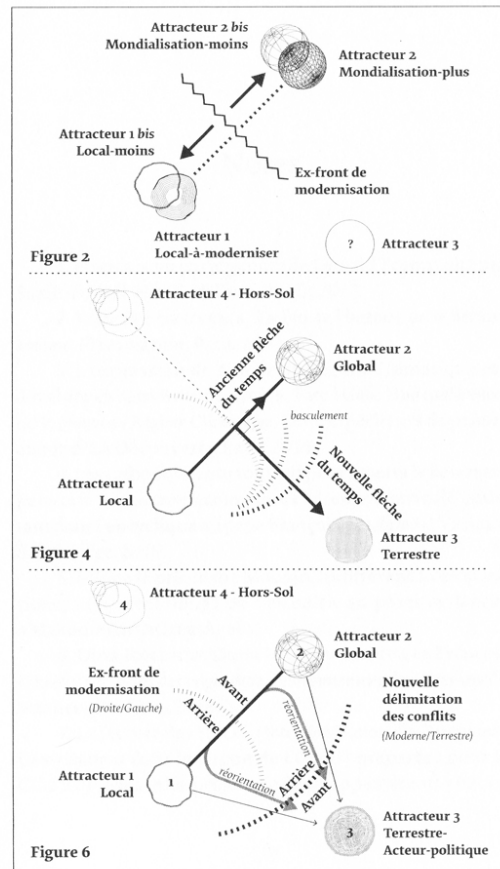 Attracteur 2 bis
Mondialisation-moins
Attracteur 2
Mondialisation-plus
Attracteur 1 bis
Local-moins
Ex-front de
modernisation
Attracteur 1
Local-à-moderniser
?
Attracteur 3
Figure 2
Attracteur 4 - Hors-Sol
Attracteur 2
Global
Ancienne flèche
du temps
basculement
Nouvelle flèche
du temps
Attracteur 1
Local
Attracteur 3
Terrestre
Figure 4
4
Attracteur 4 - Hors-Sol
2
Attracteur 2
Global
Ex-front de
modernisation
(Droite/Gauche)
Avant
Arrière
Nouvelle
délimitation
des conflits
(Moderne/Terrestre)
réorientation
Attracteur 1
Local
1
réorientation
Arrière
Avant
3
Attracteur 3
Terrestre-
Acteur-politique
Figure 6